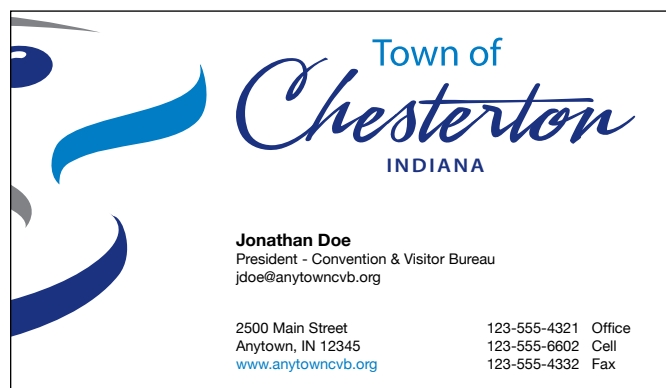 Town of
Chesterton
INDIANA
Jonathan Doe
President - Convention & Visitor Bureau
jdoe@anytowncvb.org
2500 Main Street
Anytown, IN 12345
www.anytowncvb.org
123-555-4321 Office
123-555-6602 Cell
123-555-4332 Fax